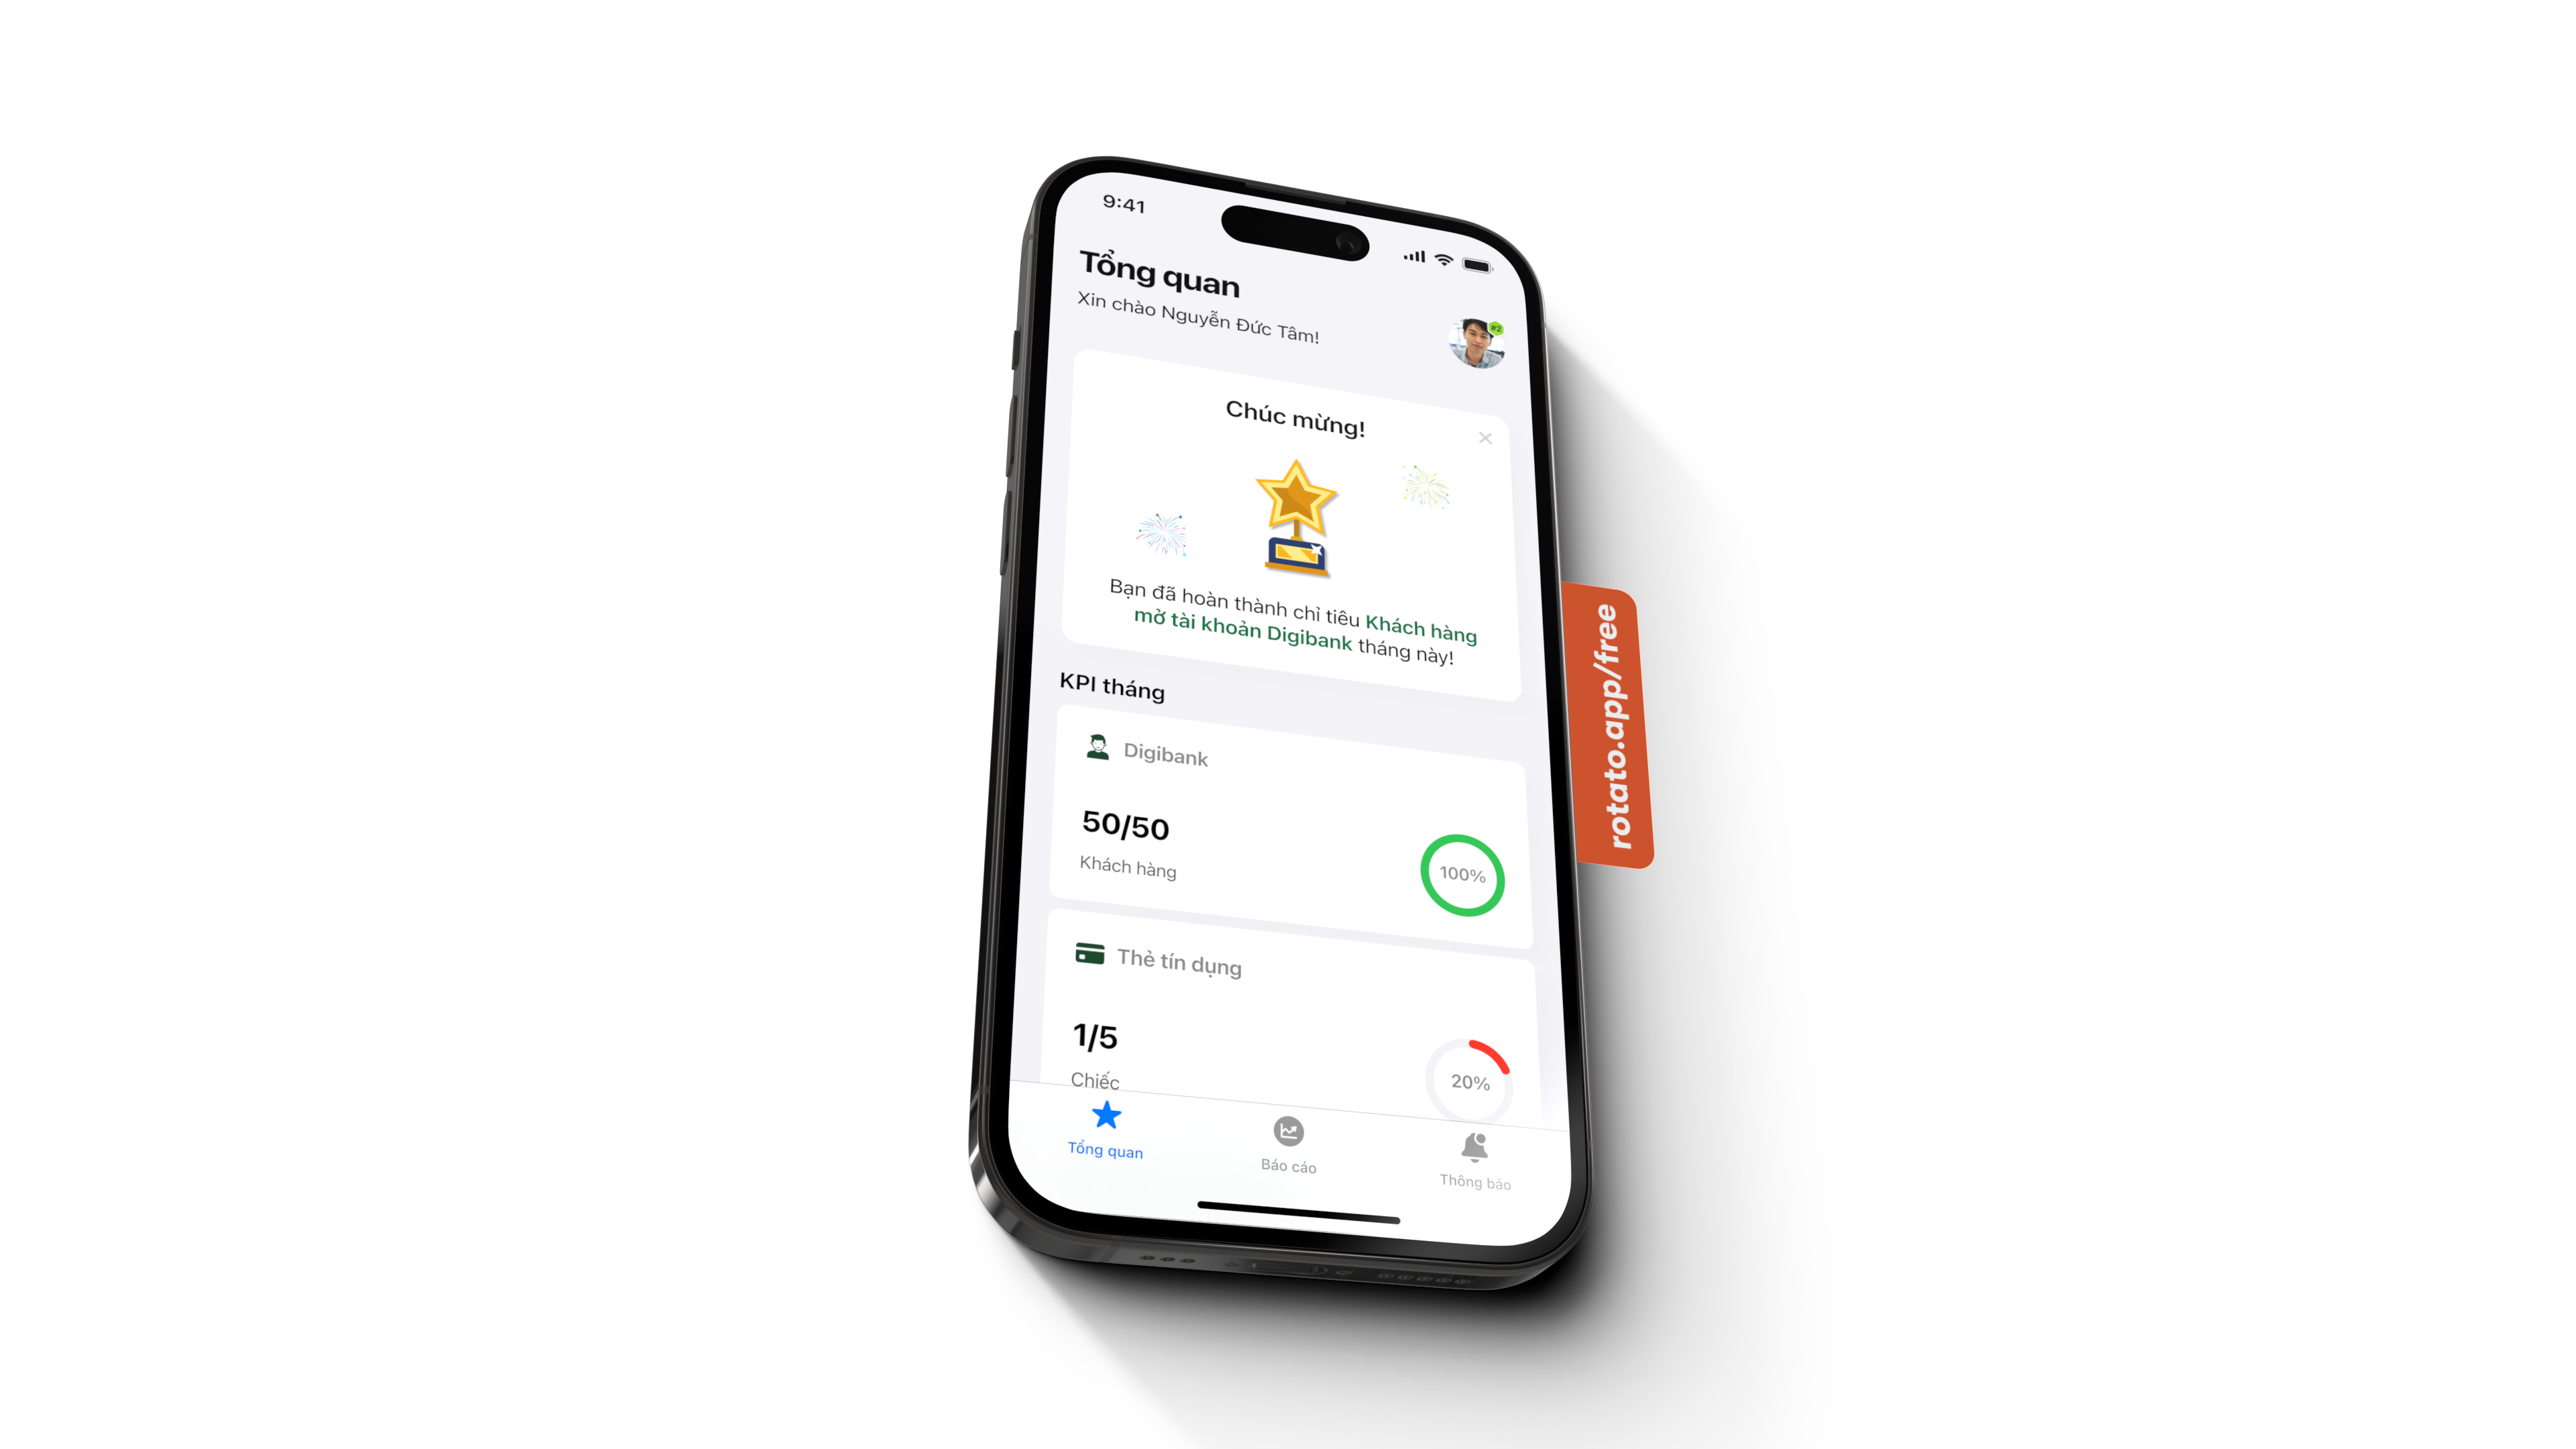 9:41
Tổng quan
Xin chào Nguyễn Đức Tâm!
#2
Chúc mừng!
Bạn đã hoàn thành chỉ tiêu Khách hàng
mở tài khoản Digibank tháng này!
KPI tháng
Digibank
50/50
Khách hàng
100%
Thẻ tín dụng
1/5
Chiếc
20%
Tổng quan
Báo cáo
Thông báo
rotato.app/free